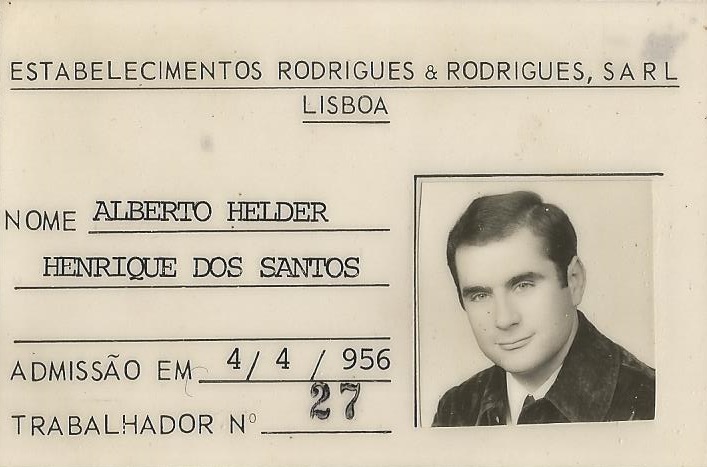 ESTABELECIMENTOS RODRIGUES & RODRIGUES, SARL
LISBOA
NOME ALBERTO HELDER
HENRIQUE DOS SANTOS
ADMISSÃO EM 4/ 4 / 956
TRABALHADOR Nº 27